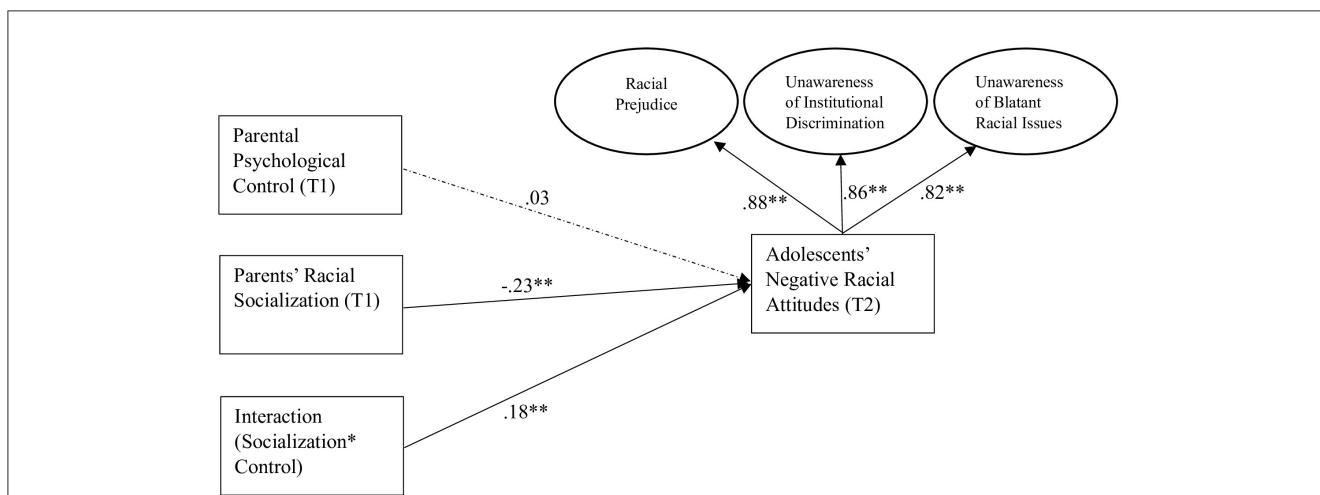 Racial
Prejudice
Unawareness
of Institutional
Discrimination
Unawareness
of Blatant
Racial Issues
Parental
Psychological
Control (T1)
.03
.88**
.86**
.82**
Parents’ Racial
Socialization (T1)
-.23**
Adolescents’
Negative Racial
Attitudes (T2)
Interaction
(Socialization*
Control)
.18**